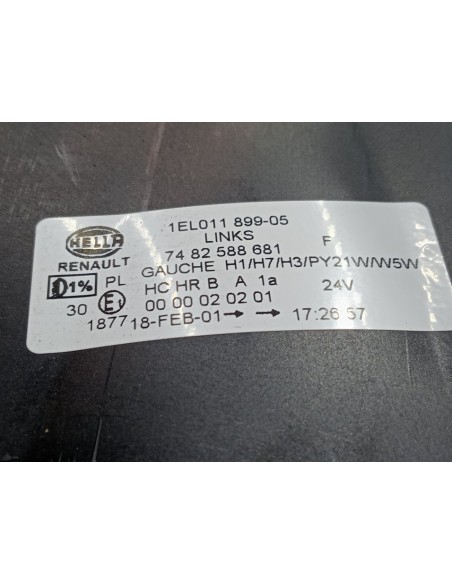 1EL011 899-05
HELLA LINKS F
RENAULT 74 82 588 681
GAUCHE H1/H7/H3/PY21W/W5W
1% PL HC HR B A 1a 24V
30 E1 00 00 02 02 01
1877 18-FEB-01→ → 17:26:57